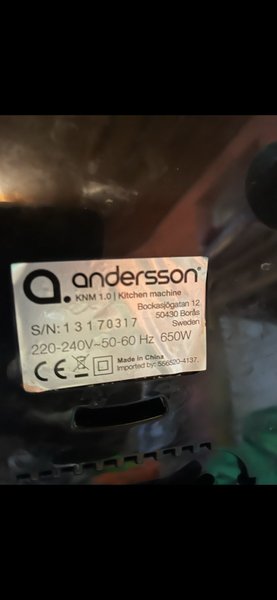 a. andersson®
KNM 1.0 | Kitchen machine
Bockasjögatan 12
50430 Borås
Sweden
S/N: 13170317
220-240V~50-60 Hz 650W
CE
Made in China
Imported by: 556520-4137.